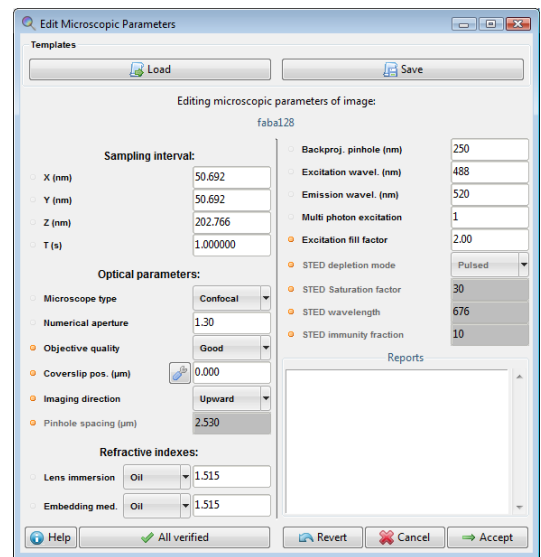 Edit Microscopic Parameters
Templates
Load
Save
Editing microscopic parameters of image:
faba128
Sampling interval:
X (nm) 50.692
Y (nm) 50.692
Z (nm) 202.766
T (s) 1.000000
Optical parameters:
Microscope type Confocal
Numerical aperture 1.30
Objective quality Good
Coverslip pos. (µm) 0.000
Imaging direction Upward
Pinhole spacing (µm) 2.530
Refractive indexes:
Lens immersion Oil 1.515
Embedding med. Oil 1.515
Backproj. pinhole (nm) 250
Excitation wavel. (nm) 488
Emission wavel. (nm) 520
Multi photon excitation 1
Excitation fill factor 2.00
STED depletion mode Pulsed
STED Saturation factor 30
STED wavelength 676
STED immunity fraction 10
Reports
Help
All verified
Revert
Cancel
Accept